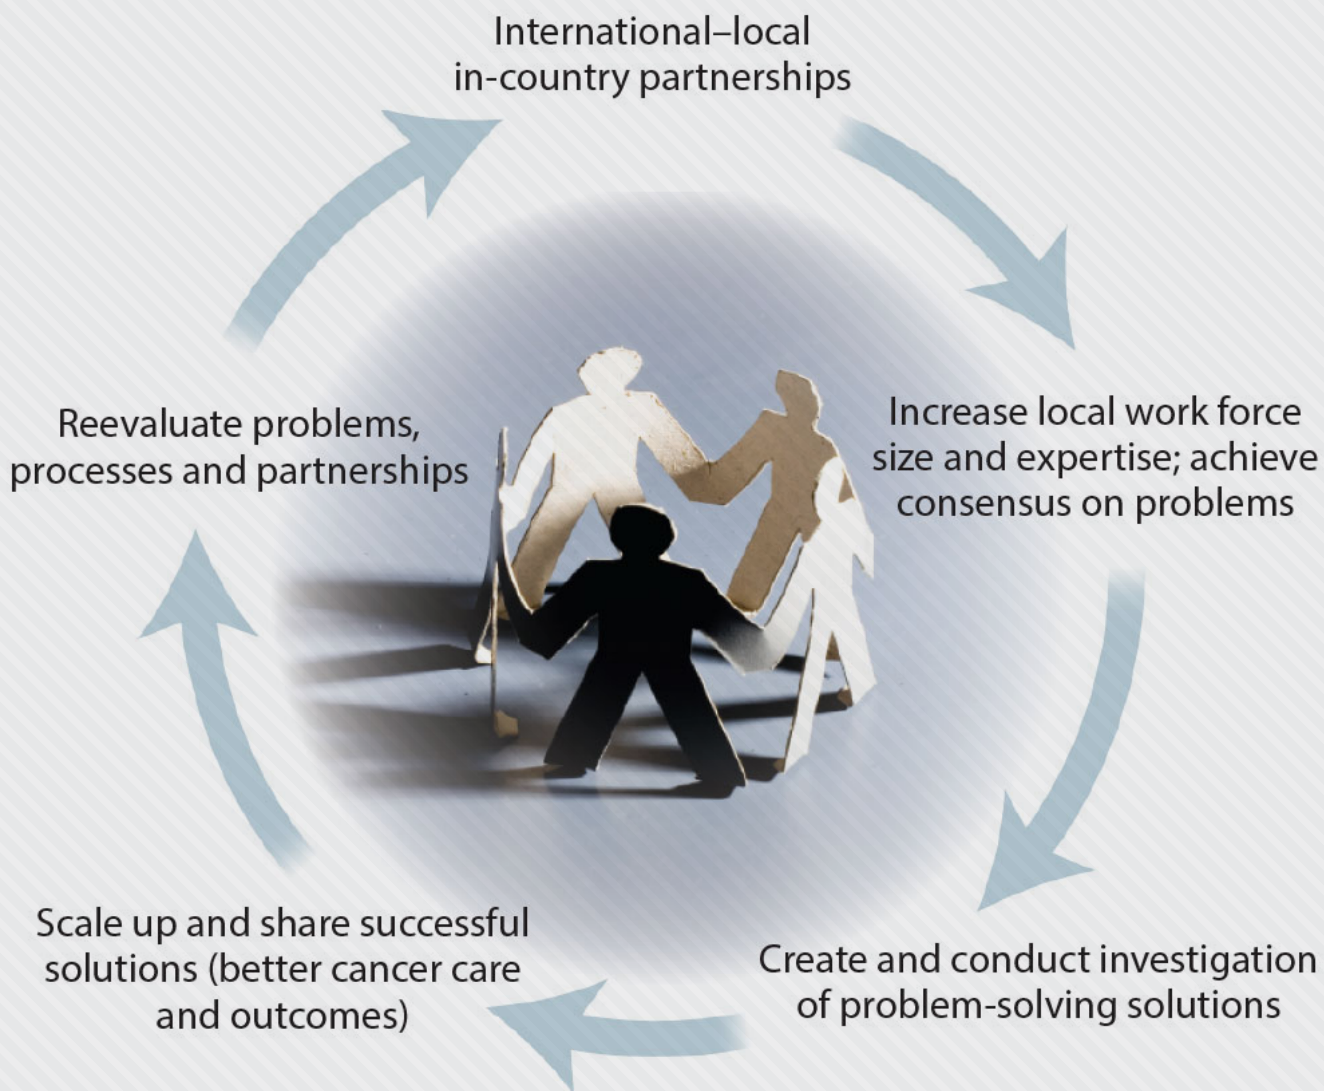 International–local
in-country partnerships
Increase local work force
size and expertise; achieve
consensus on problems
Create and conduct investigation
of problem-solving solutions
Scale up and share successful
solutions (better cancer care
and outcomes)
Reevaluate problems,
processes and partnerships